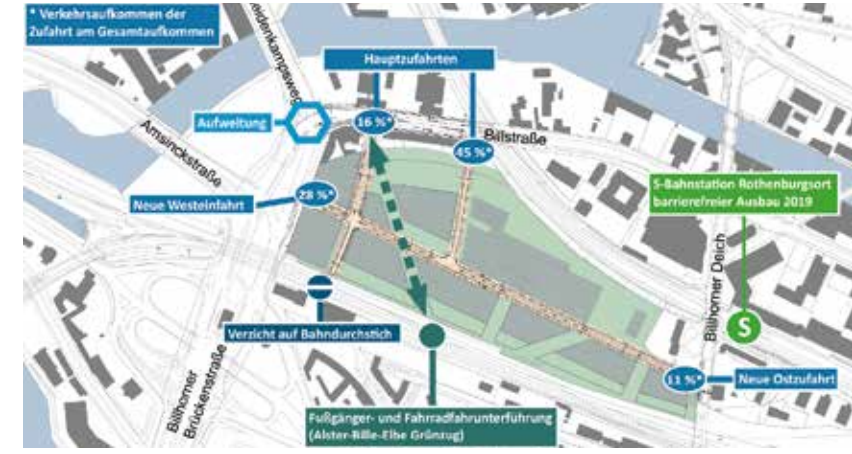 * Verkehrsaufkommen der
Zufahrt am Gesamtaufkommen
Heidenkampsweg
Hauptzufahrten
Aufweitung
16 %*
Billstraße
Amsinckstraße
45 %*
S-Bahnstation Rothenburgsort
barrierefreier Ausbau 2019
28 %*
Neue Westeinfahrt
Billhorner Deich
S
Verzicht auf Bahndurchstich
Billhorner
Brückenstraße
11 %*
Neue Ostzufahrt
Fußgänger- und Fahrradfahrunterführung
(Alster-Bille-Elbe Grünzug)